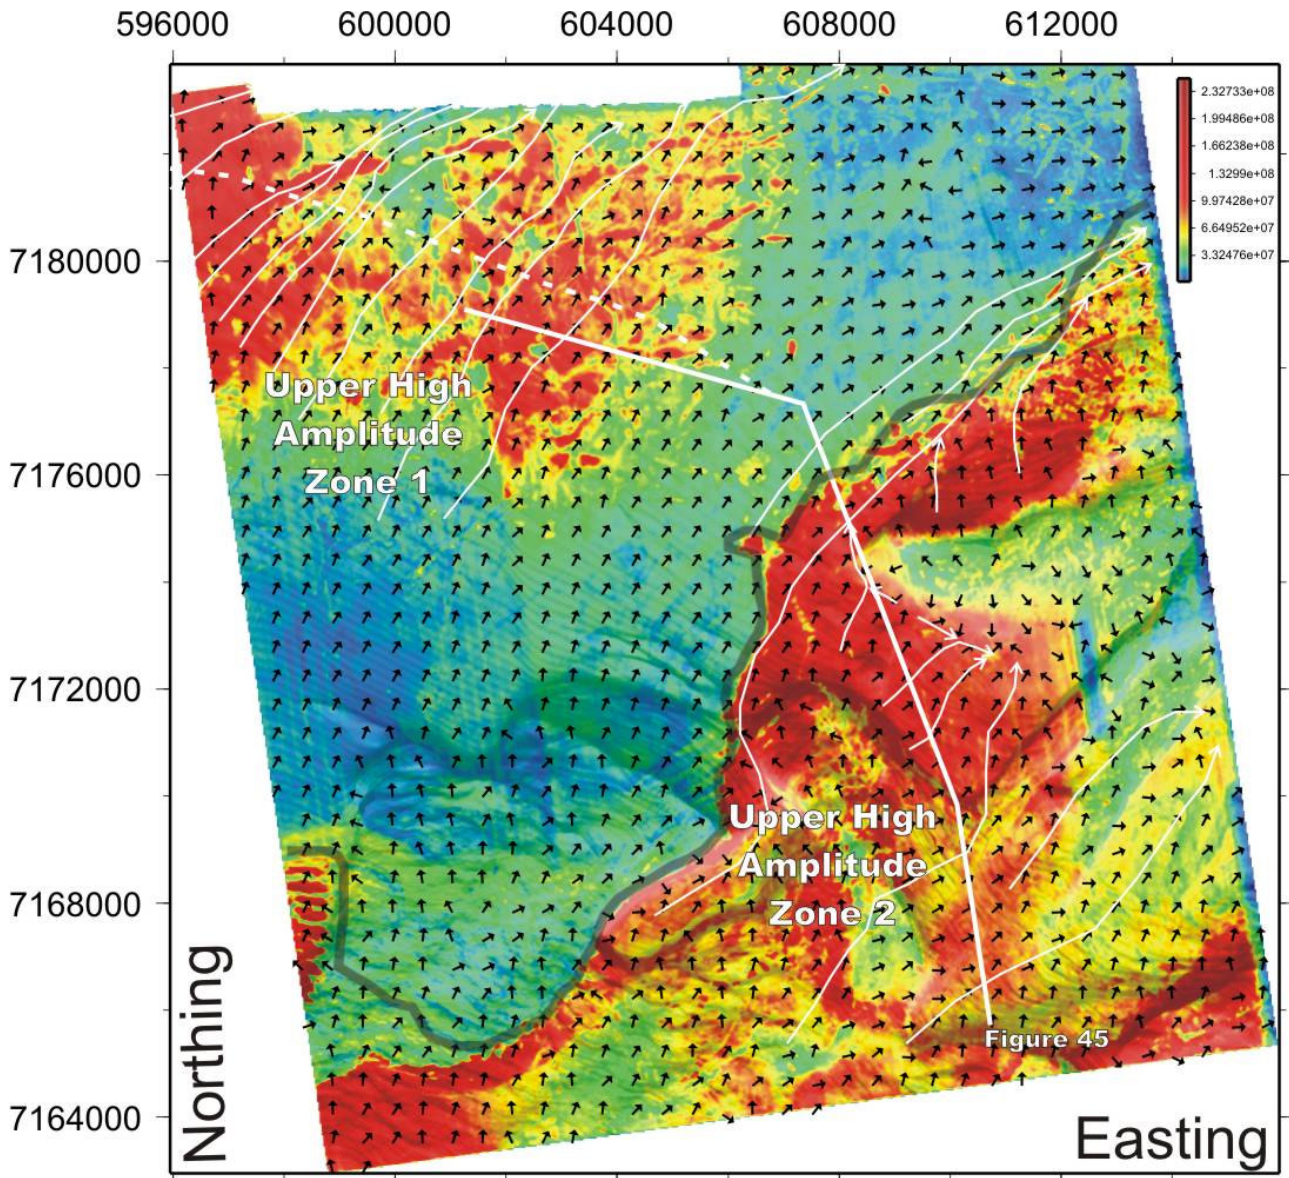 596000 600000 604000 608000 612000
2.32733e+08
1.99486e+08
1.66238e+08
1.3299e+08
9.97428e+07
6.64952e+07
3.32476e+07
7180000
7176000
7172000
7168000
7164000
Upper High
Amplitude
Zone 1
Upper High
Amplitude
Zone 2
Figure 45
Northing
Easting